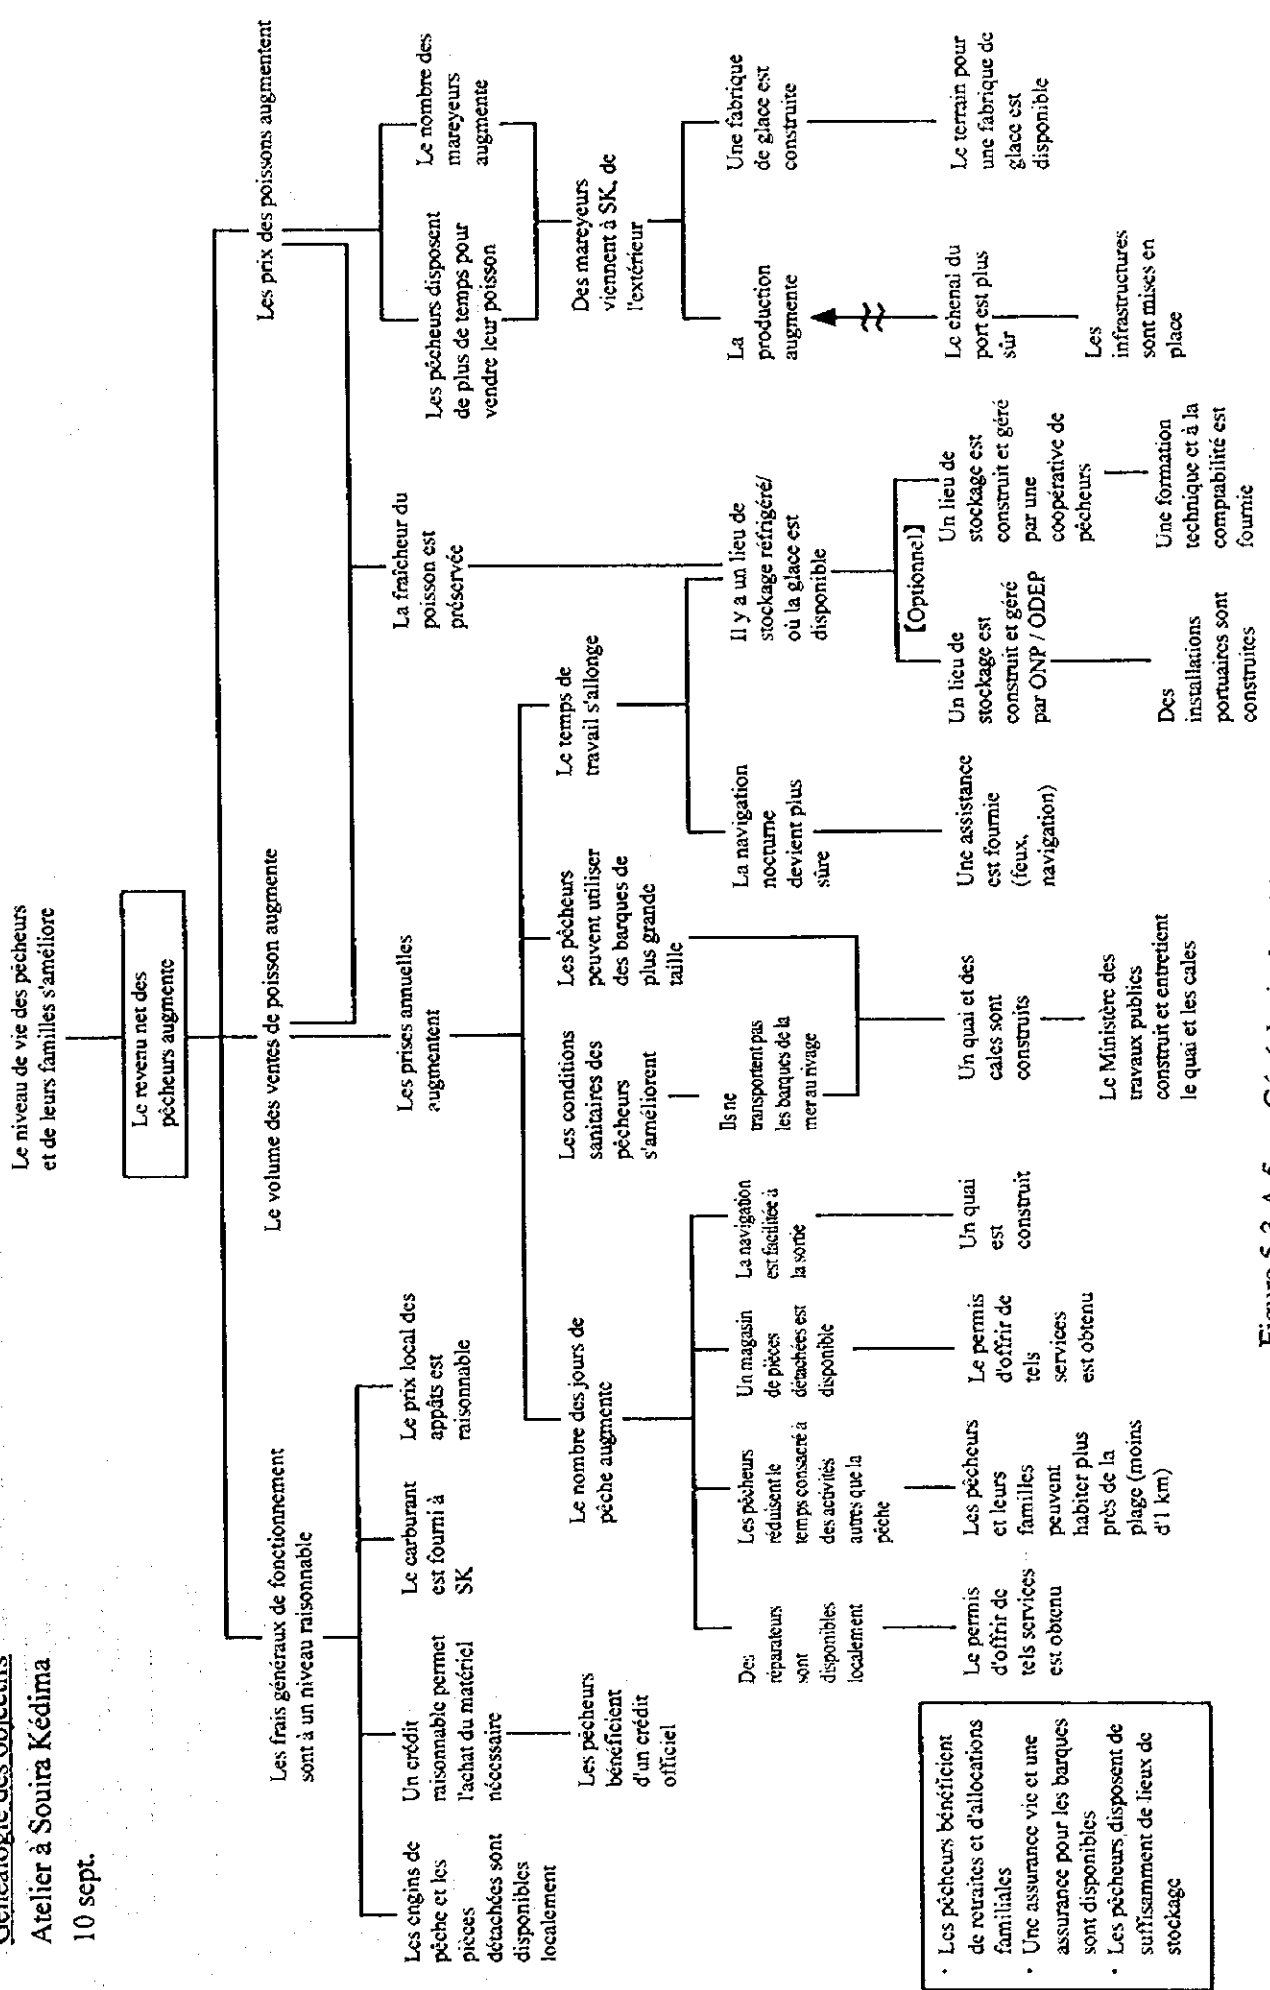 Généalogie des objectifs
Atelier à Souira Kédima
10 sept.
Le niveau de vie des pêcheurs
et de leurs familles s'améliore
Le revenu net des
pêcheurs augmente
Les frais généraux de fonctionnement
sont à un niveau raisonnable
Le volume des ventes de poisson augmente
Les prix des poissons augmentent
Les engins de
pêche et les
pièces
détachées sont
disponibles
localement
Un crédit
raisonnable permet
l'achat du matériel
nécessaire
Le carburant
est fourni à
SK
Le prix local des
appâts est
raisonnable
Les prises annuelles
augmentent
La fraîcheur du
poisson est
préservée
Les pêcheurs disposent
de plus de temps pour
vendre leur poisson
Le nombre des
mareyeurs
augmente
Les pêcheurs
bénéficient
d'un crédit
officiel
Le nombre des jours de
pêche augmente
Les conditions
sanitaires des
pêcheurs
s'améliorent
Les pêcheurs
peuvent utiliser
des barques de
plus grande
taille
Le temps de
travail s'allonge
Des mareyeurs
viennent à SK, de
l'extérieur
Des
réparateurs
sont
disponibles
localement
Les pêcheurs
réduisent le
temps consacré à
des activités
autres que la
pêche
Un magasin
de pièces
détachées est
disponible
La navigation
est facilitée à
la sortie
Ils ne
transportent pas
les barques de la
mer au rivage
La navigation
nocturne
devient plus
sûre
Il y a un lieu de
stockage réfrigéré/
où la glace est
disponible
La
production
augmente
Une fabrique
de glace est
construite
【Optionnel】
Le permis
d'offrir de
tels services
est obtenu
Les pêcheurs
et leurs
familles
peuvent
habiter plus
près de la
plage (moins
d'1 km)
Le permis
d'offrir de
tels
services
est obtenu
Un quai
est
construit
Un quai et des
cales sont
construits
Une assistance
est fournie
(feux,
navigation)
Un lieu de
stockage est
construit et géré
par ONP / ODEP
Un lieu de
stockage est
construit et géré
par une
coopérative de
pêcheurs
Le chenal du
port est plus
sûr
Le terrain pour
une fabrique de
glace est
disponible
Le Ministère des
travaux publics
construit et entretient
le quai et les cales
Des
installations
portuaires sont
construites
Une formation
technique et à la
comptabilité est
fournie
Les
infrastructures
sont mises en
place
· Les pêcheurs bénéficient
de retraites et d'allocations
familiales
· Une assurance vie et une
assurance pour les barques
sont disponibles
· Les pêcheurs disposent de
suffisamment de lieux de
stockage